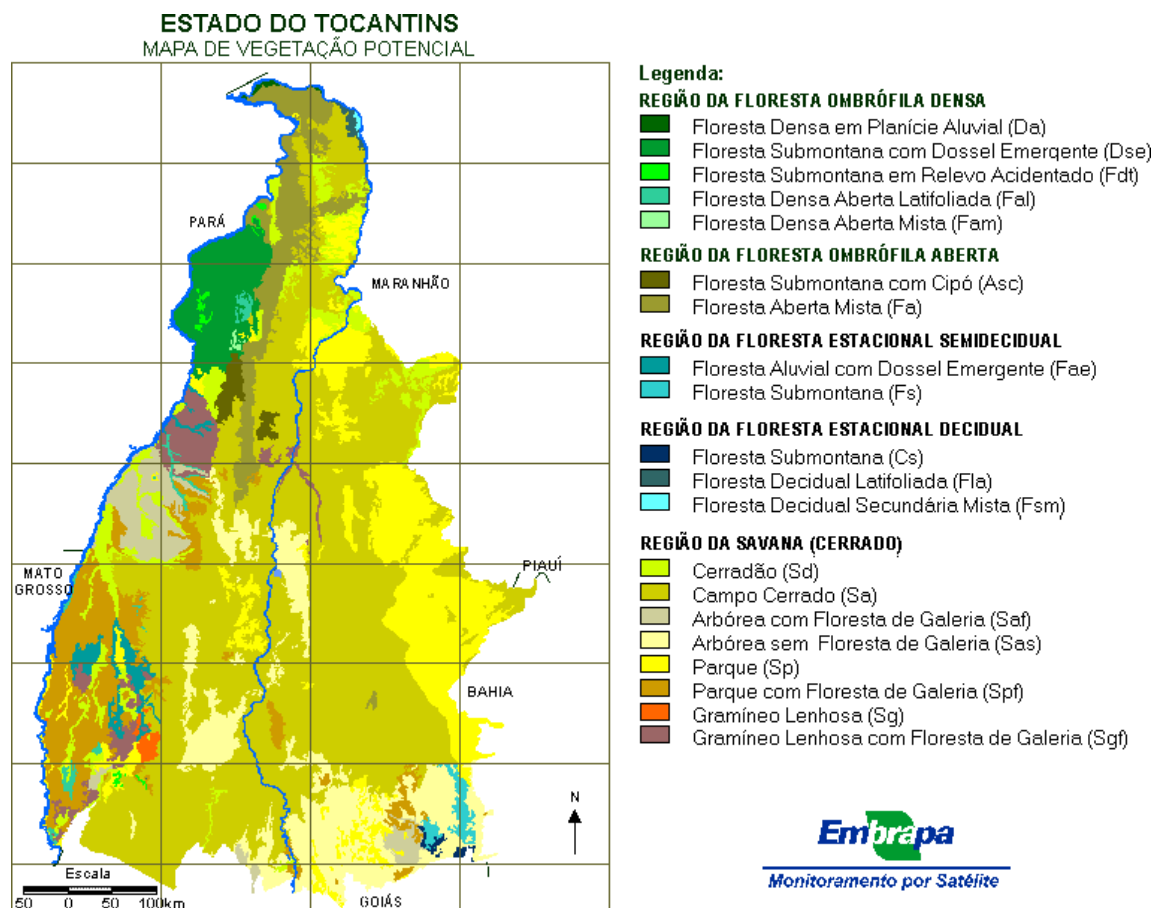 ESTADO DO TOCANTINS
MAPA DE VEGETAÇÃO POTENCIAL
PARÁ
MARANHÃO
MATO
GROSSO
PIAUÍ
BAHIA
N
Escala
50 0 50 100km
GOIÁS
Legenda:
REGIÃO DA FLORESTA OMBRÓFILA DENSA
Floresta Densa em Planície Aluvial (Da)
Floresta Submontana com Dossel Emergente (Dse)
Floresta Submontana em Relevo Acidentado (Fdt)
Floresta Densa Aberta Latifoliada (Fal)
Floresta Densa Aberta Mista (Fam)
REGIÃO DA FLORESTA OMBRÓFILA ABERTA
Floresta Submontana com Cipó (Asc)
Floresta Aberta Mista (Fa)
REGIÃO DA FLORESTA ESTACIONAL SEMIDECIDUAL
Floresta Aluvial com Dossel Emergente (Fae)
Floresta Submontana (Fs)
REGIÃO DA FLORESTA ESTACIONAL DECIDUAL
Floresta Submontana (Cs)
Floresta Decidual Latifoliada (Fla)
Floresta Decidual Secundária Mista (Fsm)
REGIÃO DA SAVANA (CERRADO)
Cerradão (Sd)
Campo Cerrado (Sa)
Arbórea com Floresta de Galeria (Saf)
Arbórea sem Floresta de Galeria (Sas)
Parque (Sp)
Parque com Floresta de Galeria (Spf)
Gramíneo Lenhosa (Sg)
Gramíneo Lenhosa com Floresta de Galeria (Sgf)
Embrapa
Monitoramento por Satélite